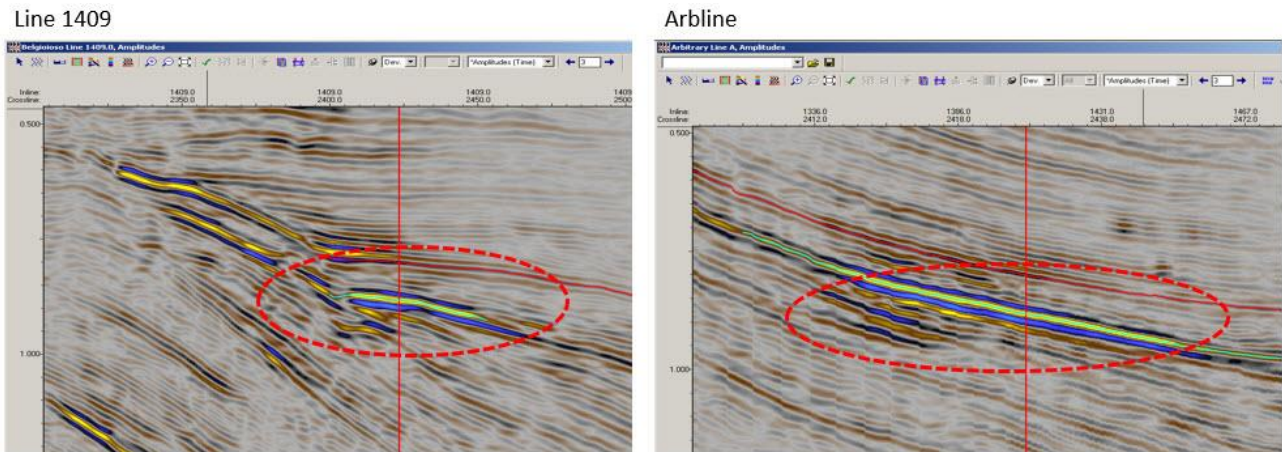 Line 1409
Belgioioso Line 1409.0, Amplitudes
Dev.
*Amplitudes (Time)
3
Inline:
Crossline:
1409.0
2350.0
1409.0
2400.0
1409.0
2450.0
1409.0
2500.0
0.500
1.000
Arbline
Arbitrary Line A, Amplitudes
Dev.
*Amplitudes (Time)
3
Inline:
Crossline:
1336.0
2412.0
1386.0
2418.0
1431.0
2438.0
1467.0
2472.0
0.500
1.000